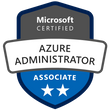 Microsoft
CERTIFIED
AZURE
ADMINISTRATOR
ASSOCIATE